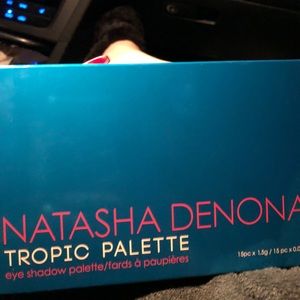 NATASHA DENONA
TROPIC PALETTE
eye shadow palette/fards à paupières
15pc x 1.5g/15 pc x 0.0